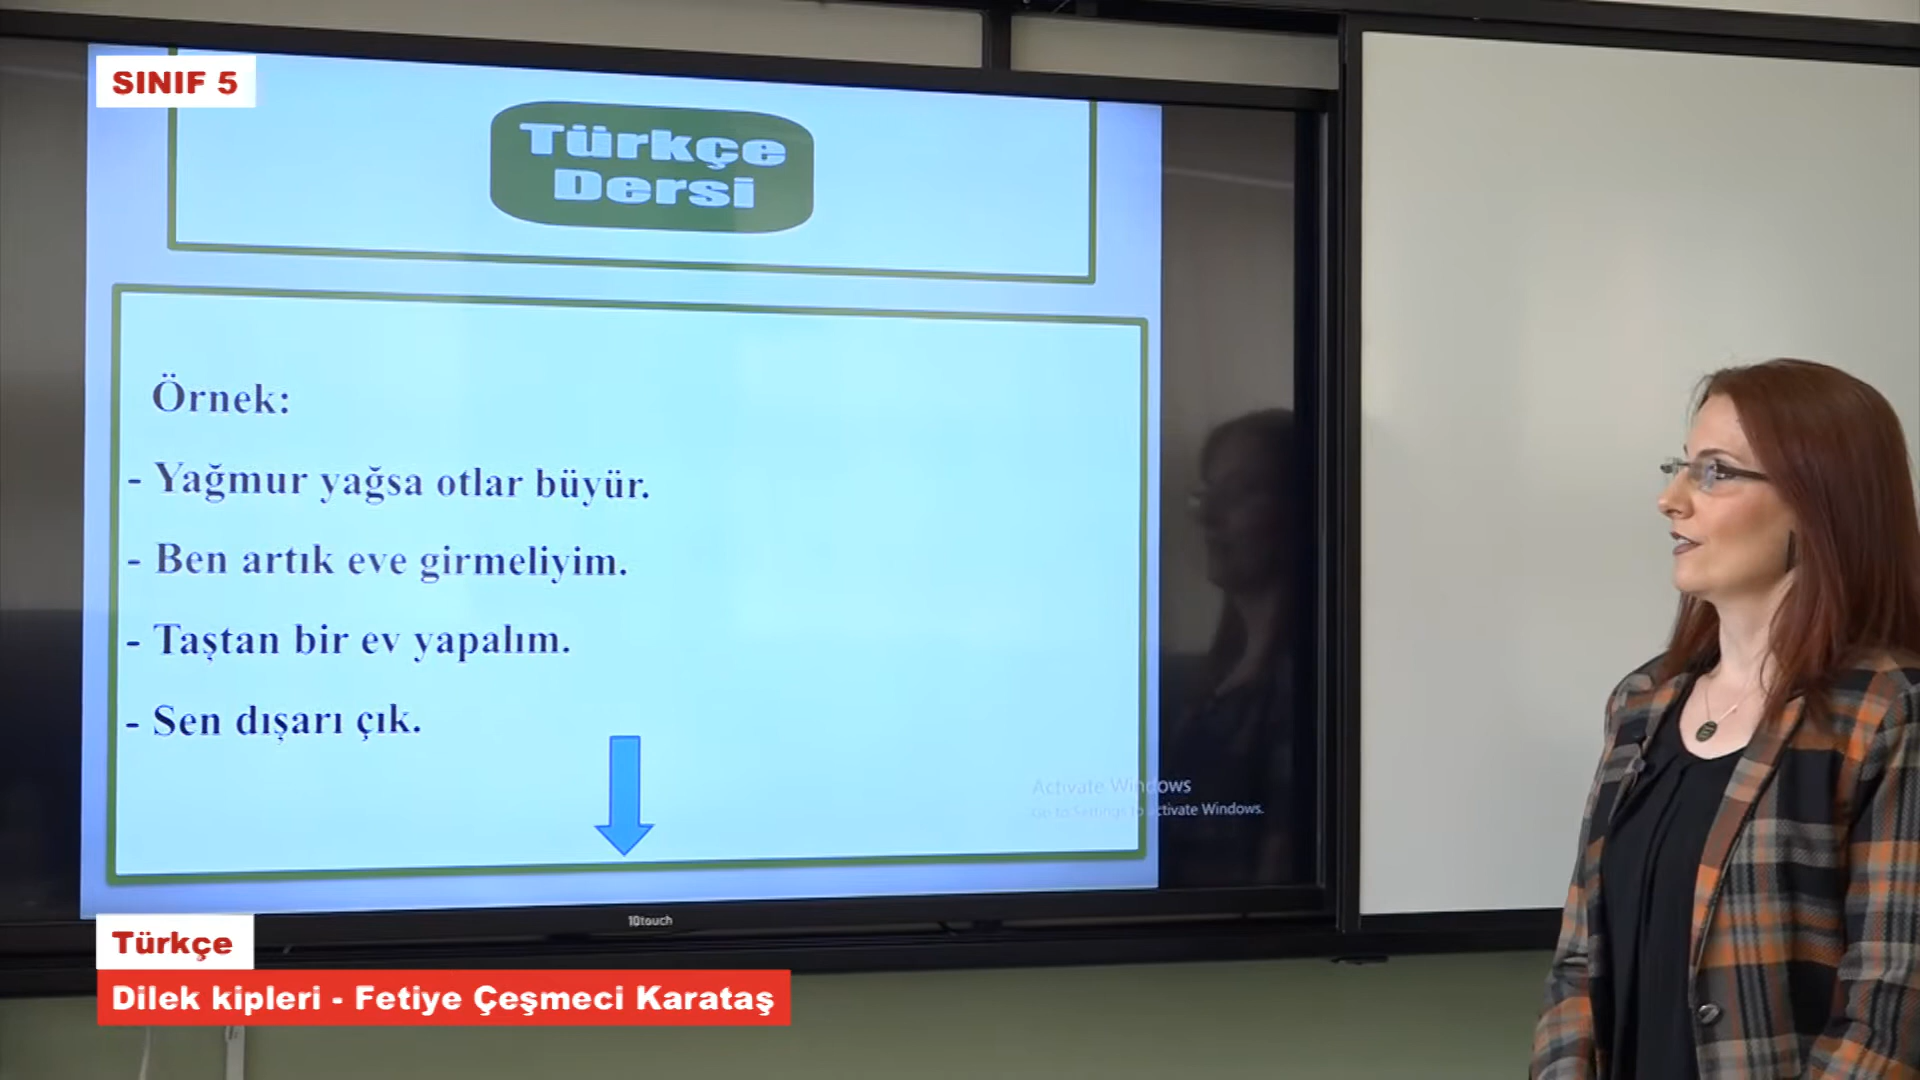 SINIF 5
Türkçe
Dersi
Örnek:
- Yağmur yağsa otlar büyür.
- Ben artık eve girmeliyim.
- Taştan bir ev yapalım.
- Sen dışarı çık.
Activate Windows
Go to Settings to activate Windows.
10touch
Türkçe
Dilek kipleri - Fetiye Çeşmeci Karataş